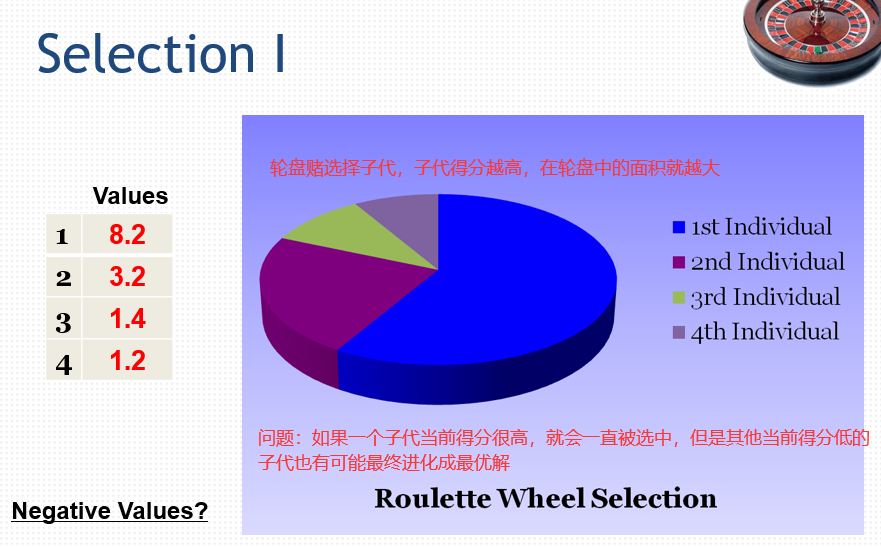 Selection I
轮盘赌选择子代，子代得分越高，在轮盘中的面积就越大
Values
1 8.2
2 3.2
3 1.4
4 1.2
1st Individual
2nd Individual
3rd Individual
4th Individual
问题：如果一个子代当前得分很高，就会一直被选中，但是其他当前得分低的
子代也有可能最终进化成最优解
Roulette Wheel Selection
Negative Values?